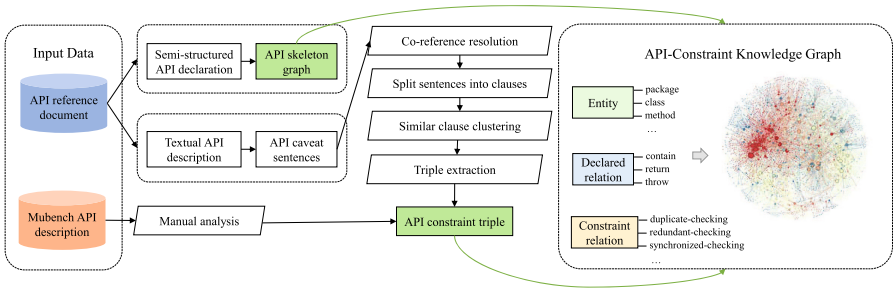 Input Data
API reference
document
Mubench API
description
Semi-structured
API declaration
API skeleton
graph
Textual API
description
API caveat
sentences
Manual analysis
Co-reference resolution
Split sentences into clauses
Similar clause clustering
Triple extraction
API constraint triple
API-Constraint Knowledge Graph
Entity
package
class
method
…
Declared
relation
contain
return
throw
Constraint
relation
duplicate-checking
redundant-checking
synchronized-checking
…